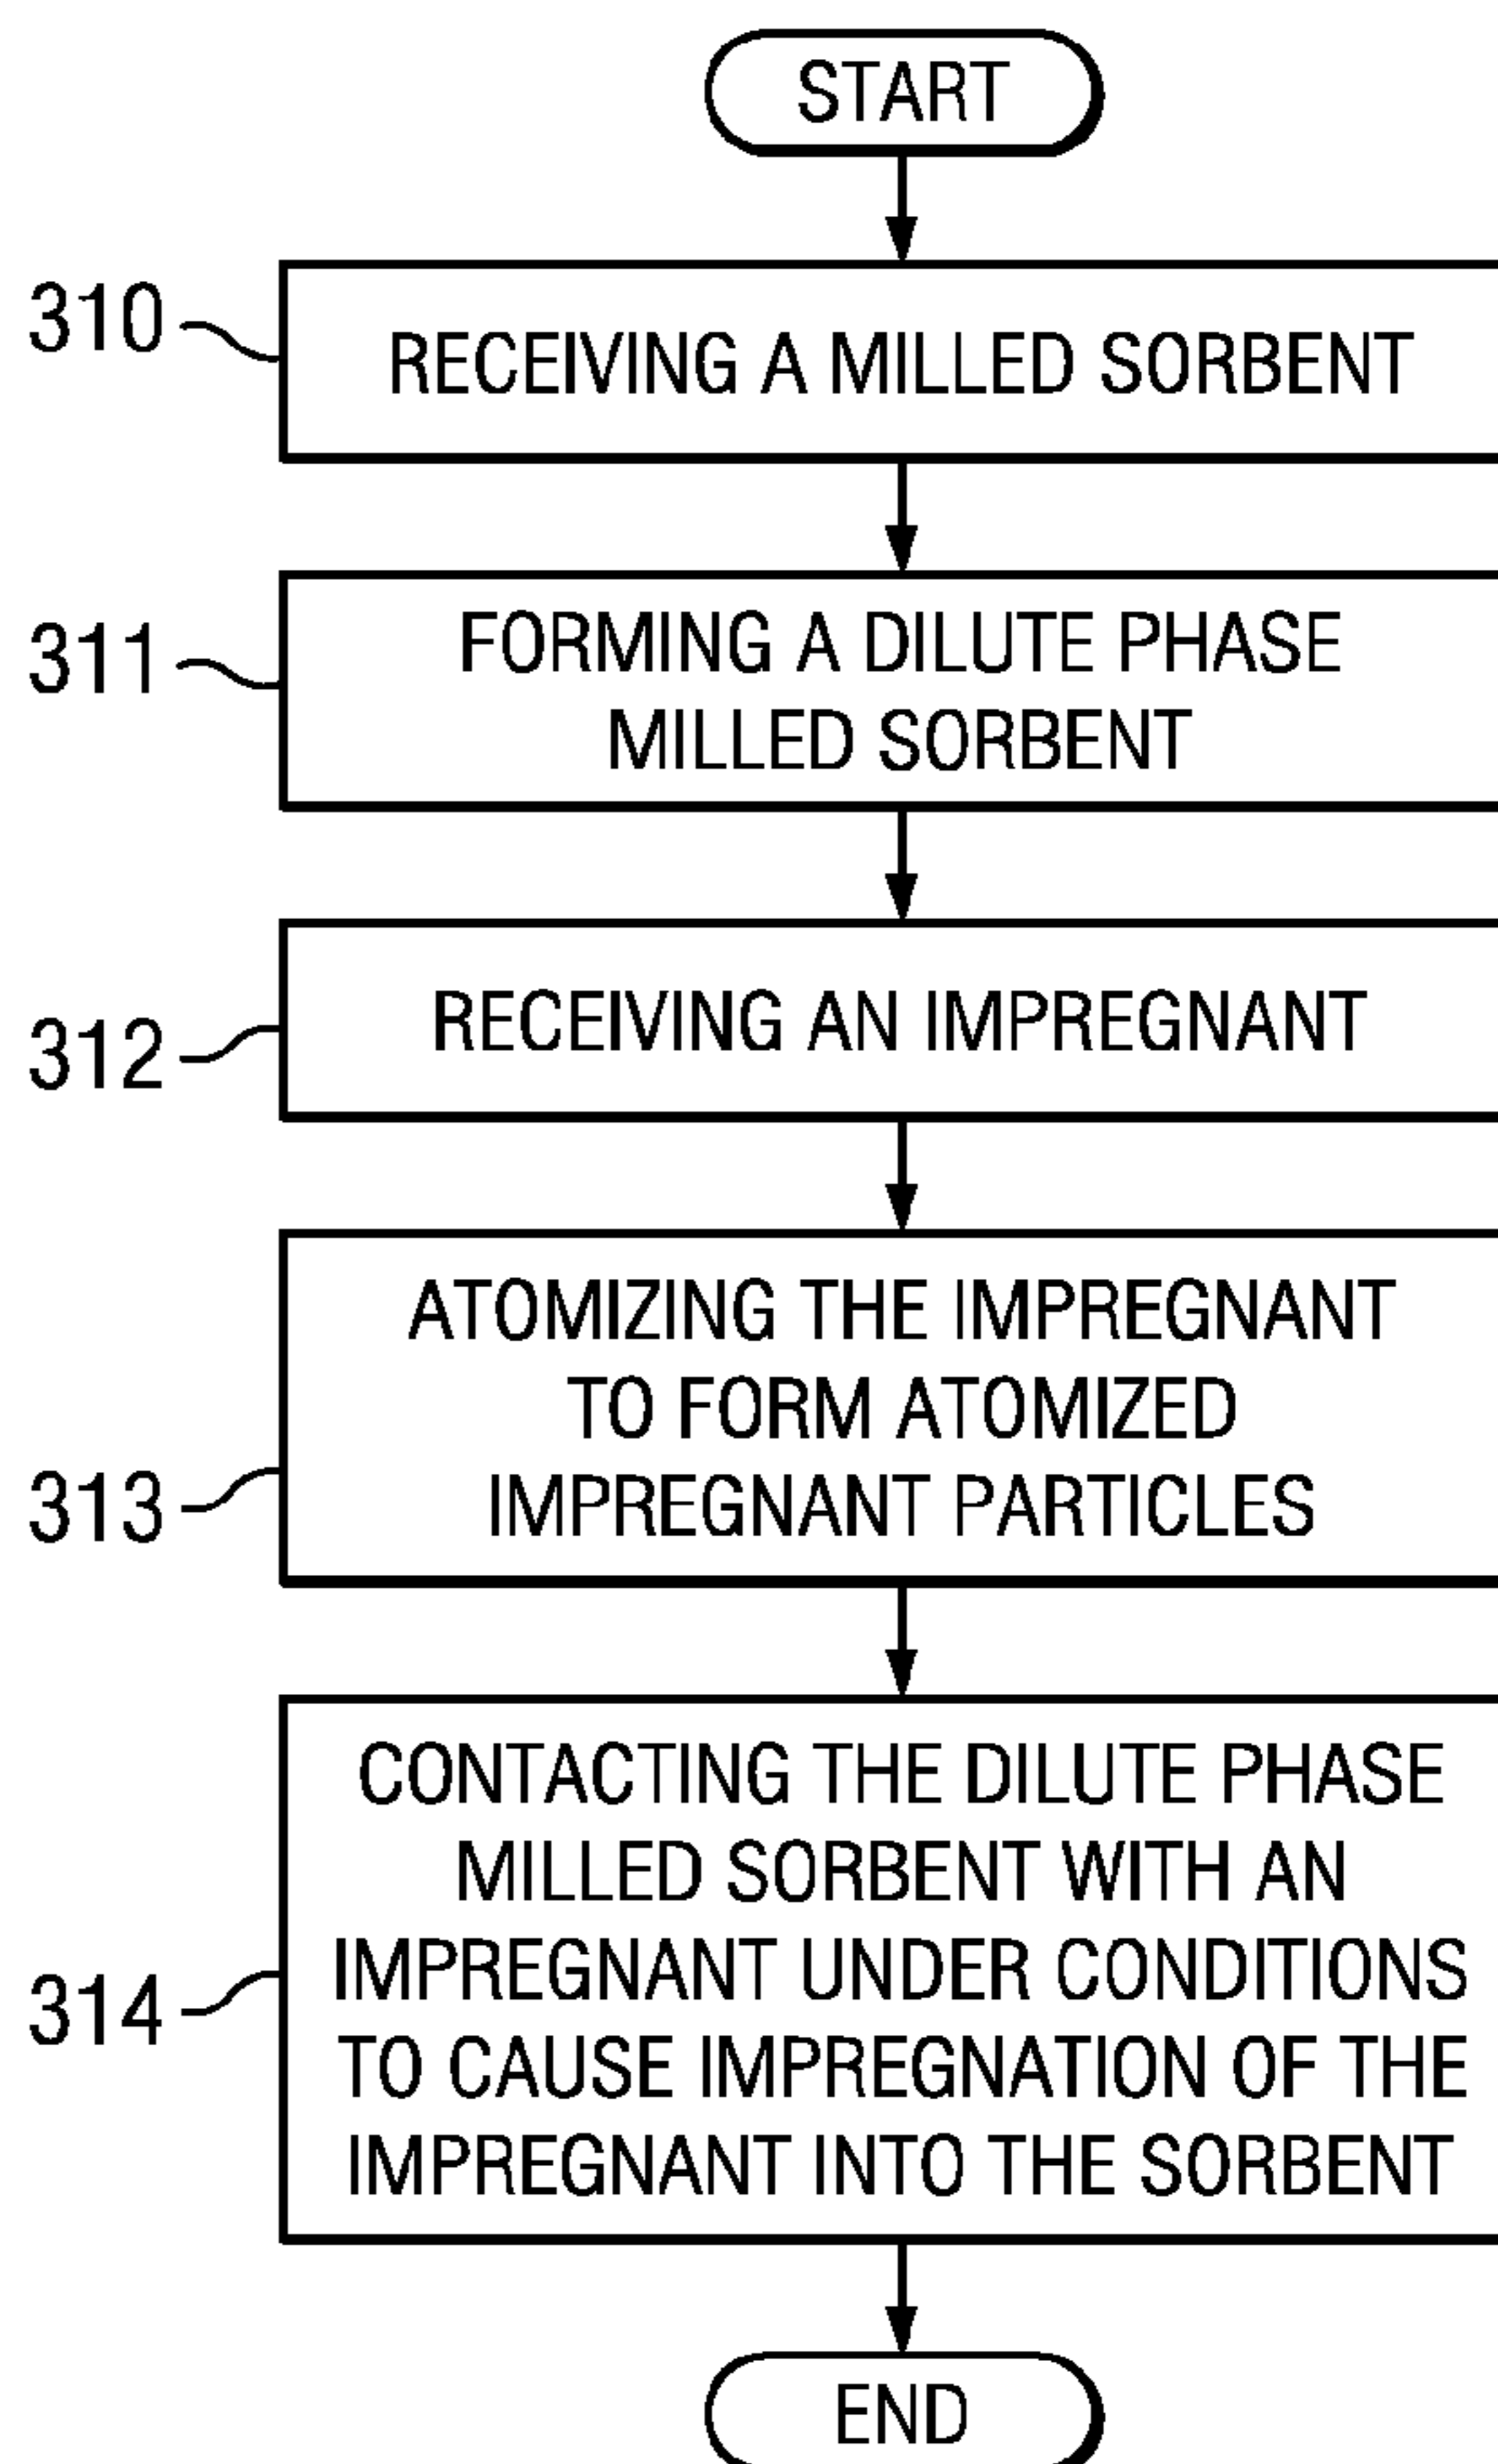 START
310
RECEIVING A MILLED SORBENT
311
FORMING A DILUTE PHASE
MILLED SORBENT
312
RECEIVING AN IMPREGNANT
313
ATOMIZING THE IMPREGNANT
TO FORM ATOMIZED
IMPREGNANT PARTICLES
314
CONTACTING THE DILUTE PHASE
MILLED SORBENT WITH AN
IMPREGNANT UNDER CONDITIONS
TO CAUSE IMPREGNATION OF THE
IMPREGNANT INTO THE SORBENT
END